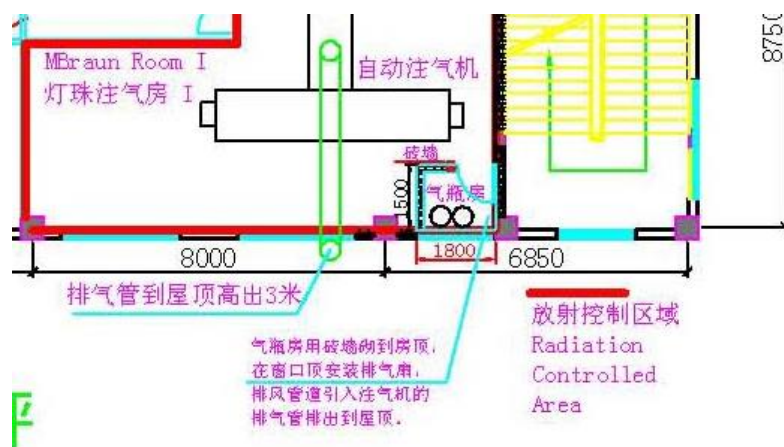 MBraun Room I
灯珠注气房 I
自动注气机
8750
砖墙
气瓶房
1500
1800
8000
6850
排气管到屋顶高出3米
气瓶房用砖墙砌到房顶,
在窗口顶安装排气扇,
排风管道引入注气机的
排气管排出到屋顶.
放射控制区域
Radiation
Controlled
Area